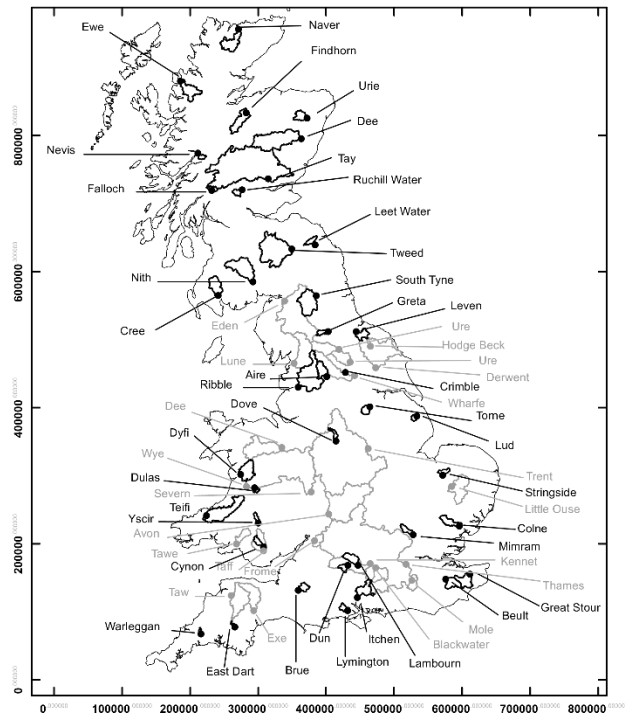 Ewe
Naver
Findhorn
Urie
Dee
800000
Nevis
Tay
Falloch
Ruchill Water
Leet Water
Tweed
Nith
South Tyne
600000
Greta
Leven
Eden
Ure
Cree
Hodge Beck
Lune
Ure
Aire
Derwent
Ribble
Crimble
Wharfe
Dove
400000
Dee
Torne
Dyfi
Lud
Wye
Dulas
Trent
Severn
Stringside
Teifi
Little Ouse
Yscir
Avon
Colne
Tawe
Mimram
200000
Cynon
Taff
Frome
Kennet
Thames
Taw
Great Stour
Mole
Beult
Warleggan
Exe
Dun
Itchen
Blackwater
East Dart
Brue
Lymington
Lambourn
0
0 100000 200000 300000 400000 500000 600000 700000 800000